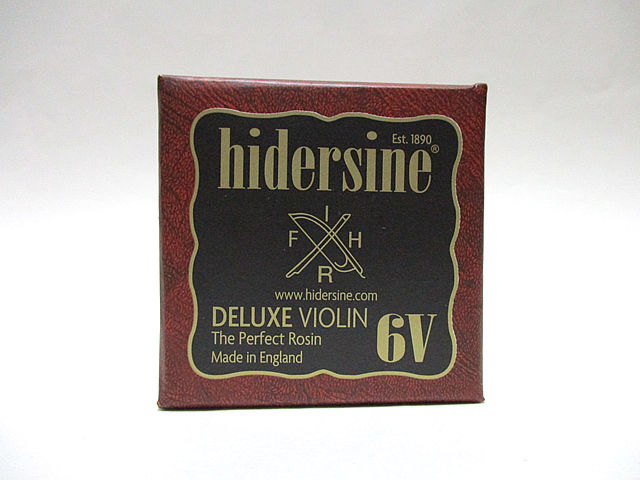 Est. 1890
hidersine®
I
F H
R
www.hidersine.com
DELUXE VIOLIN
The Perfect Rosin
Made in England
6V